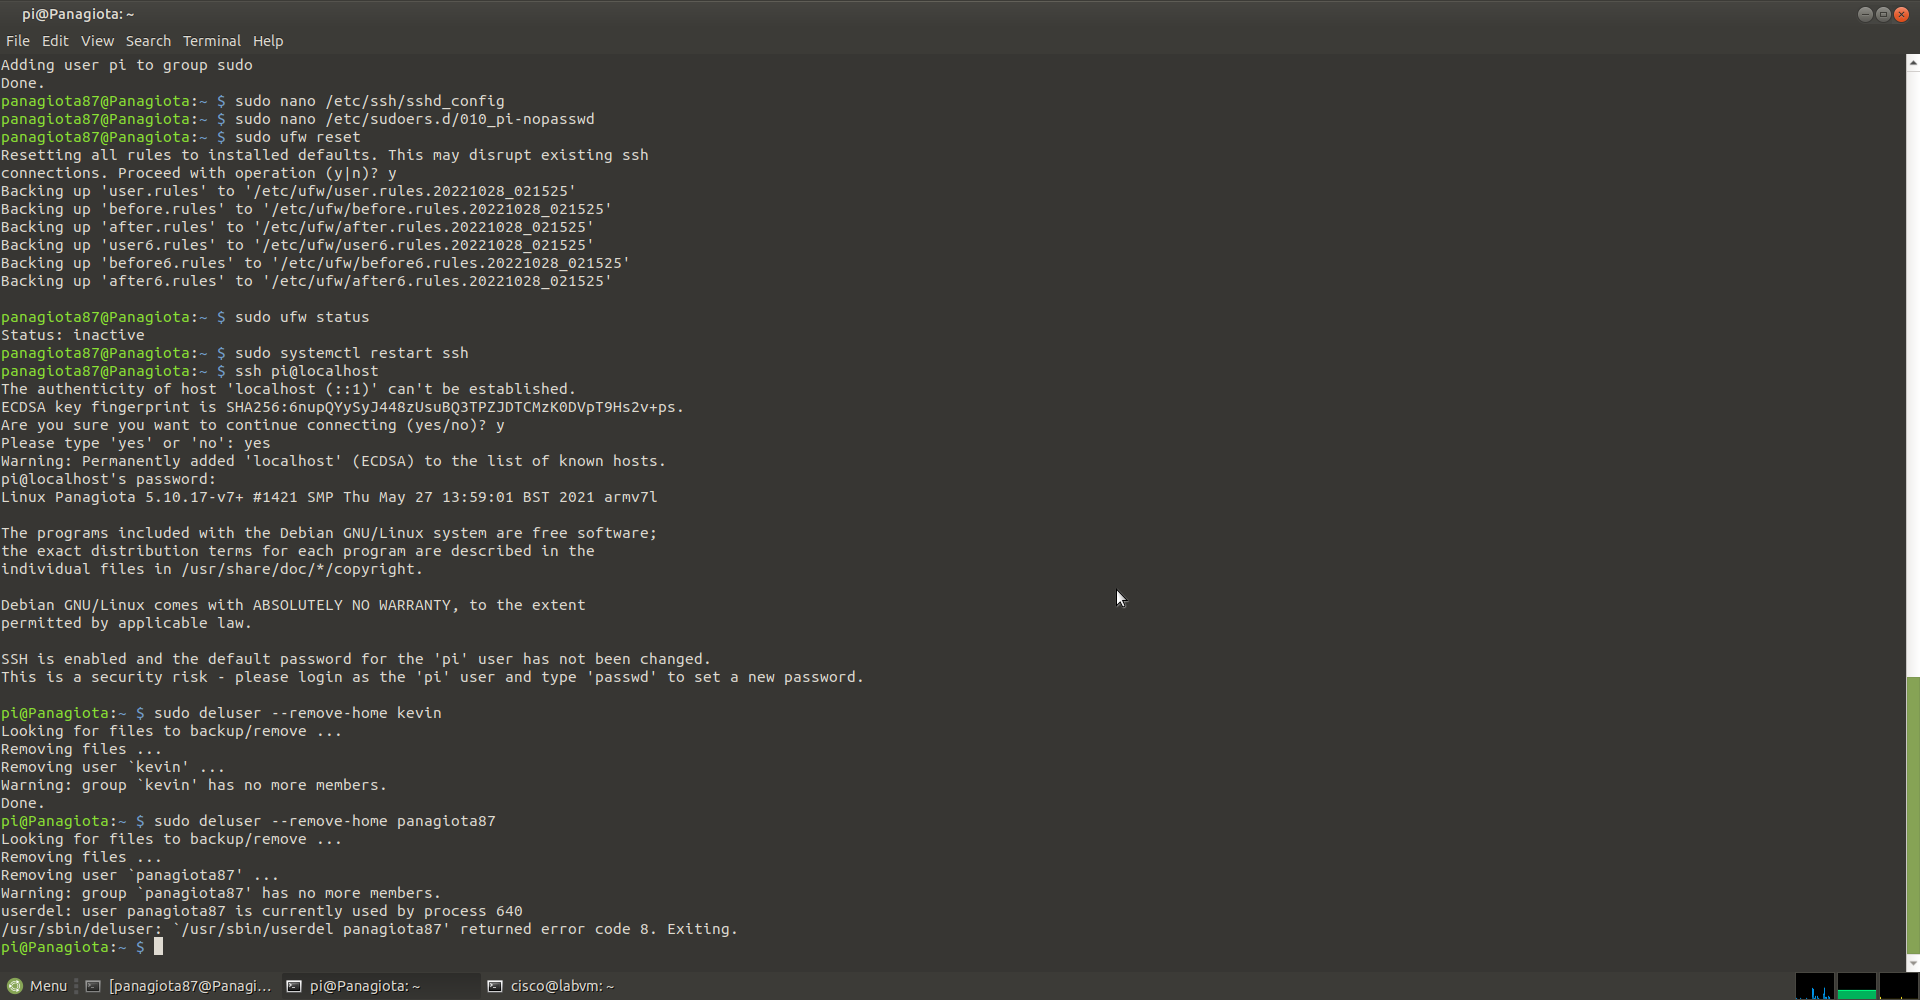 pi@Panagiota: ~
File Edit View Search Terminal Help
Adding user pi to group sudo
Done.
panagiota87@Panagiota:~ $ sudo nano /etc/ssh/sshd_config
panagiota87@Panagiota:~ $ sudo nano /etc/sudoers.d/010_pi-nopasswd
panagiota87@Panagiota:~ $ sudo ufw reset
Resetting all rules to installed defaults. This may disrupt existing ssh
connections. Proceed with operation (y|n)? y
Backing up 'user.rules' to '/etc/ufw/user.rules.20221028_021525'
Backing up 'before.rules' to '/etc/ufw/before.rules.20221028_021525'
Backing up 'after.rules' to '/etc/ufw/after.rules.20221028_021525'
Backing up 'user6.rules' to '/etc/ufw/user6.rules.20221028_021525'
Backing up 'before6.rules' to '/etc/ufw/before6.rules.20221028_021525'
Backing up 'after6.rules' to '/etc/ufw/after6.rules.20221028_021525'
panagiota87@Panagiota:~ $ sudo ufw status
Status: inactive
panagiota87@Panagiota:~ $ sudo systemctl restart ssh
panagiota87@Panagiota:~ $ ssh pi@localhost
The authenticity of host 'localhost (::1)' can't be established.
ECDSA key fingerprint is SHA256:6nupQYySyJ448zUsuBQ3TPZJDTCMzK0DVpT9Hs2v+ps.
Are you sure you want to continue connecting (yes/no)? y
Please type 'yes' or 'no': yes
Warning: Permanently added 'localhost' (ECDSA) to the list of known hosts.
pi@localhost's password:
Linux Panagiota 5.10.17-v7+ #1421 SMP Thu May 27 13:59:01 BST 2021 armv7l
The programs included with the Debian GNU/Linux system are free software;
the exact distribution terms for each program are described in the
individual files in /usr/share/doc/*/copyright.
Debian GNU/Linux comes with ABSOLUTELY NO WARRANTY, to the extent
permitted by applicable law.
SSH is enabled and the default password for the 'pi' user has not been changed.
This is a security risk - please login as the 'pi' user and type 'passwd' to set a new password.
pi@Panagiota:~ $ sudo deluser --remove-home kevin
Looking for files to backup/remove ...
Removing files ...
Removing user `kevin' ...
Warning: group `kevin' has no more members.
Done.
pi@Panagiota:~ $ sudo deluser --remove-home panagiota87
Looking for files to backup/remove ...
Removing files ...
Removing user `panagiota87' ...
Warning: group `panagiota87' has no more members.
userdel: user panagiota87 is currently used by process 640
/usr/sbin/deluser: `/usr/sbin/userdel panagiota87' returned error code 8. Exiting.
pi@Panagiota:~ $
Menu [panagiota87@Panagi... pi@Panagiota: ~ cisco@labvm: ~